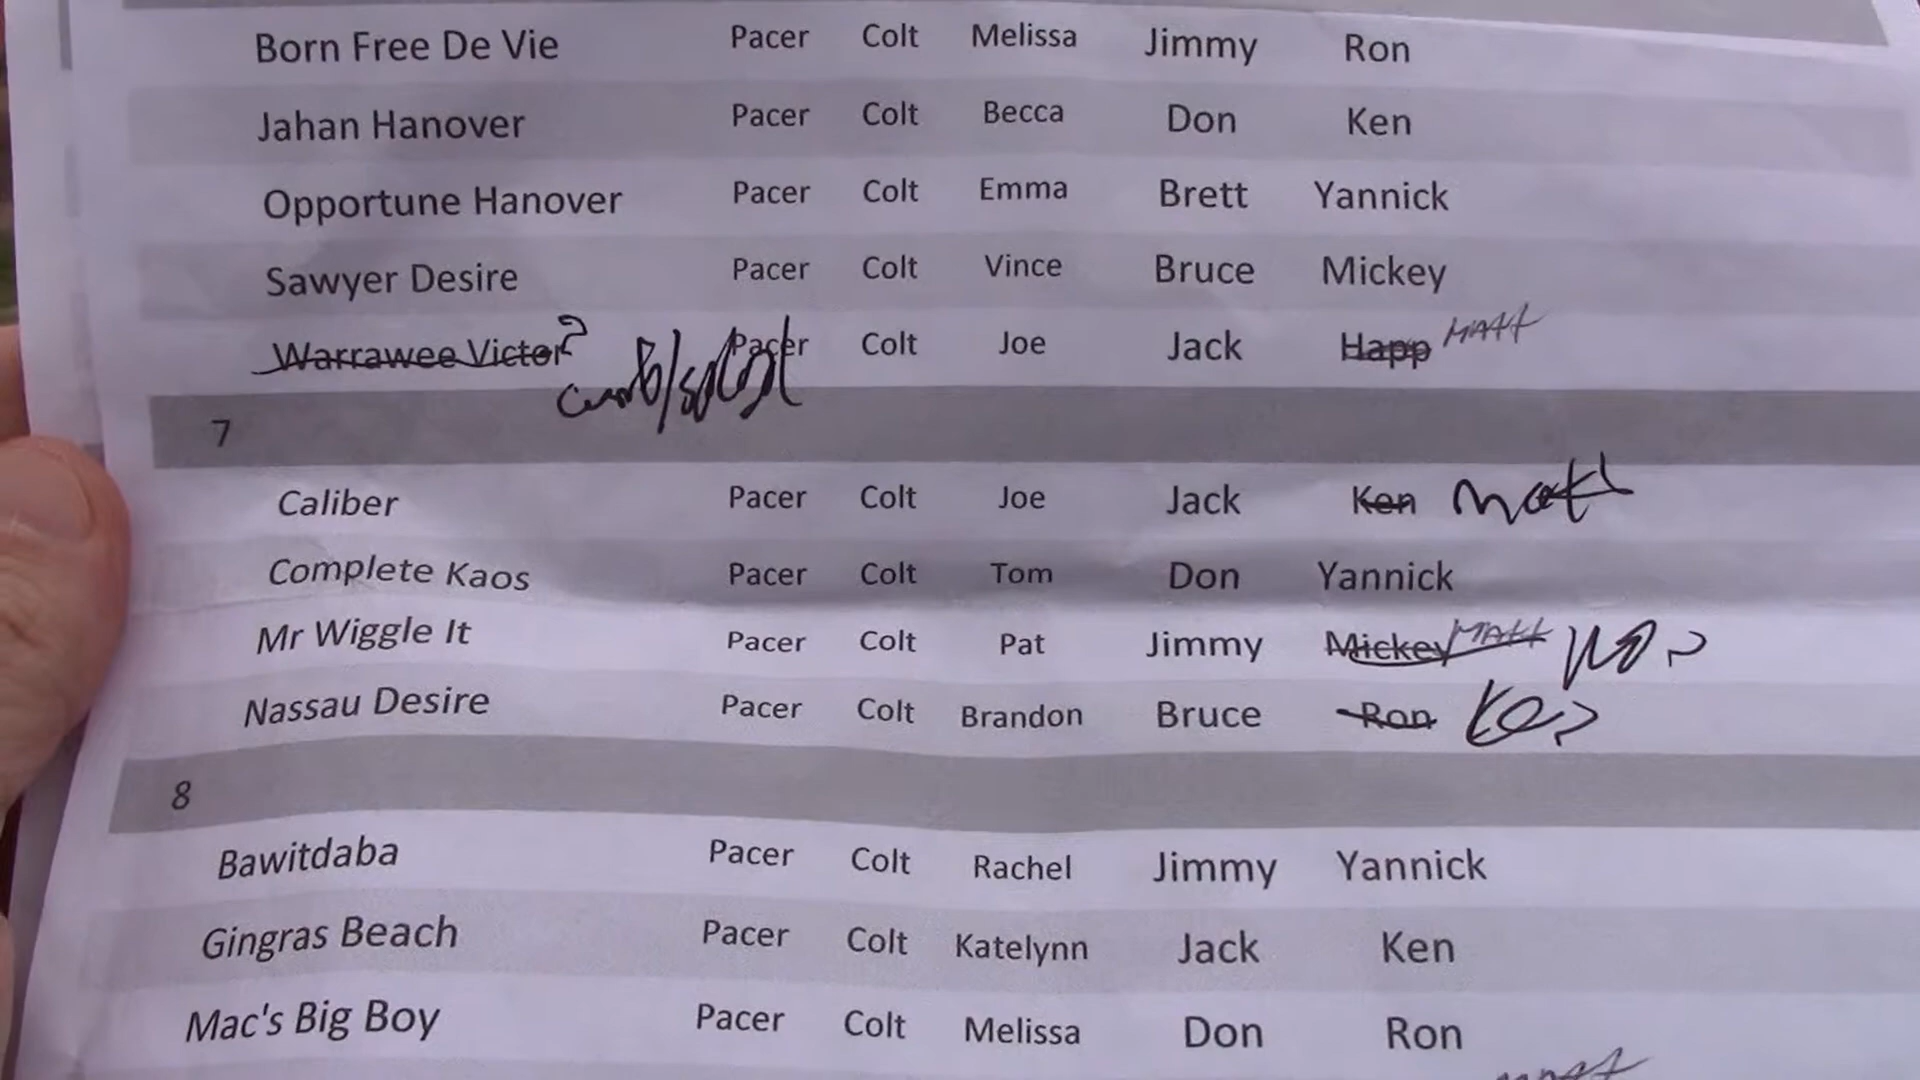 Born Free De Vie Pacer Colt Melissa Jimmy Ron
Jahan Hanover Pacer Colt Becca Don Ken
Opportune Hanover Pacer Colt Emma Brett Yannick
Sawyer Desire Pacer Colt Vince Bruce Mickey
Warrawee Victor Pacer Colt Joe Jack Happ MATT
7
Caliber Pacer Colt Joe Jack Ken Matt
Complete Kaos Pacer Colt Tom Don Yannick
Mr Wiggle It Pacer Colt Pat Jimmy Mickey MATT
Nassau Desire Pacer Colt Brandon Bruce Ron Ken
8
Bawitdaba Pacer Colt Rachel Jimmy Yannick
Gingras Beach Pacer Colt Katelynn Jack Ken
Mac's Big Boy Pacer Colt Melissa Don Ron